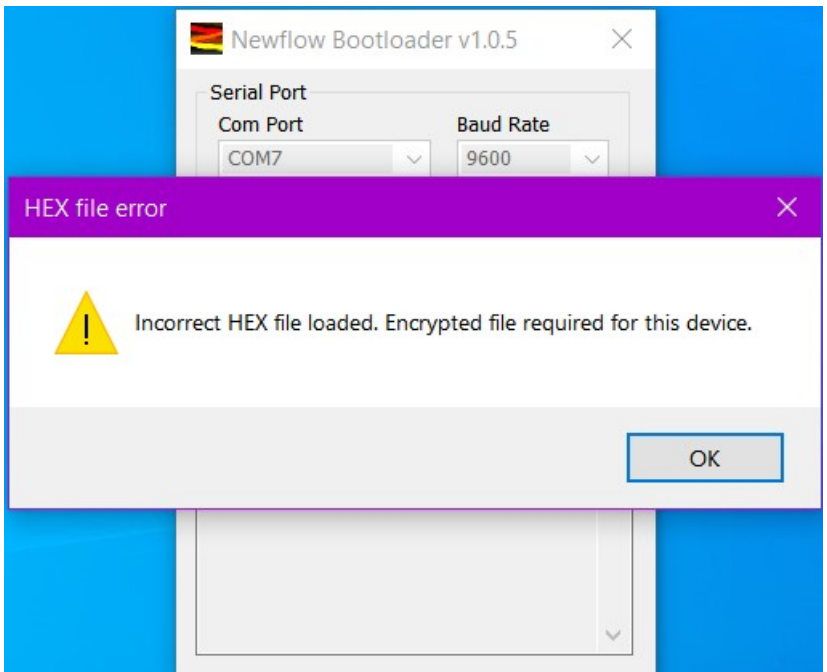 Newflow Bootloader v1.0.5
Serial Port
Com Port Baud Rate
COM7 9600
HEX file error
Incorrect HEX file loaded. Encrypted file required for this device.
OK